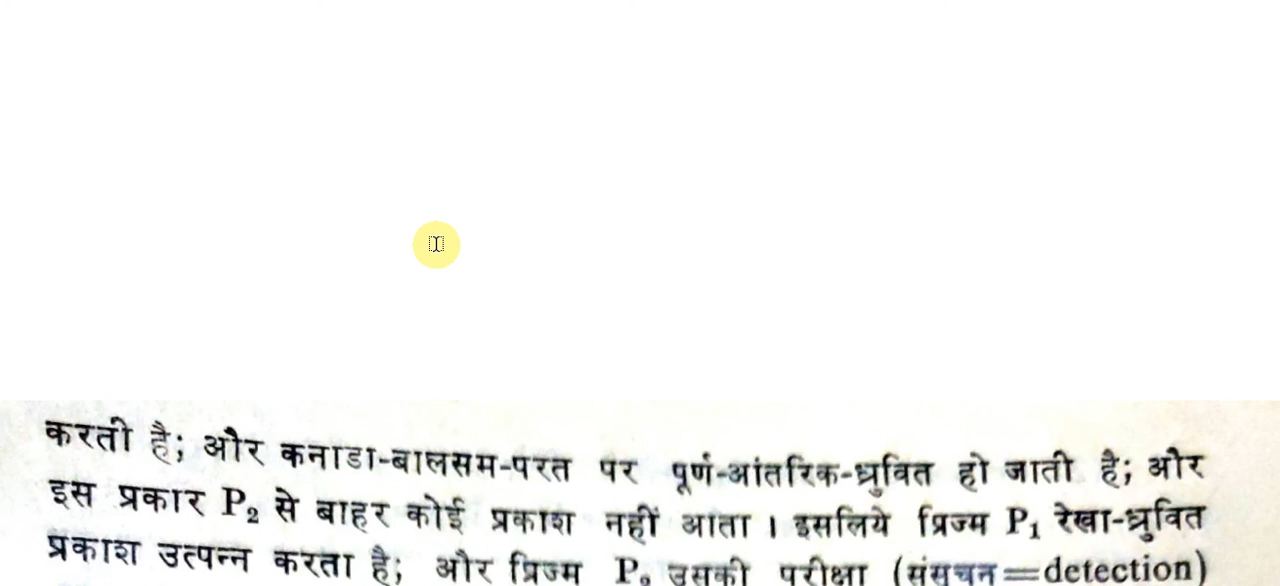 करती है; और कनाडा-बालसम-परत पर पूर्ण-आंतरिक-ध्रुवित हो जाती है; और
इस प्रकार P₂ से बाहर कोई प्रकाश नहीं आता । इसलिये प्रिज्म P₁ रेखा-ध्रुवित
प्रकाश उत्पन्न करता है; और प्रिज्म P₂ उसकी परीक्षा (संसूचन=detection)